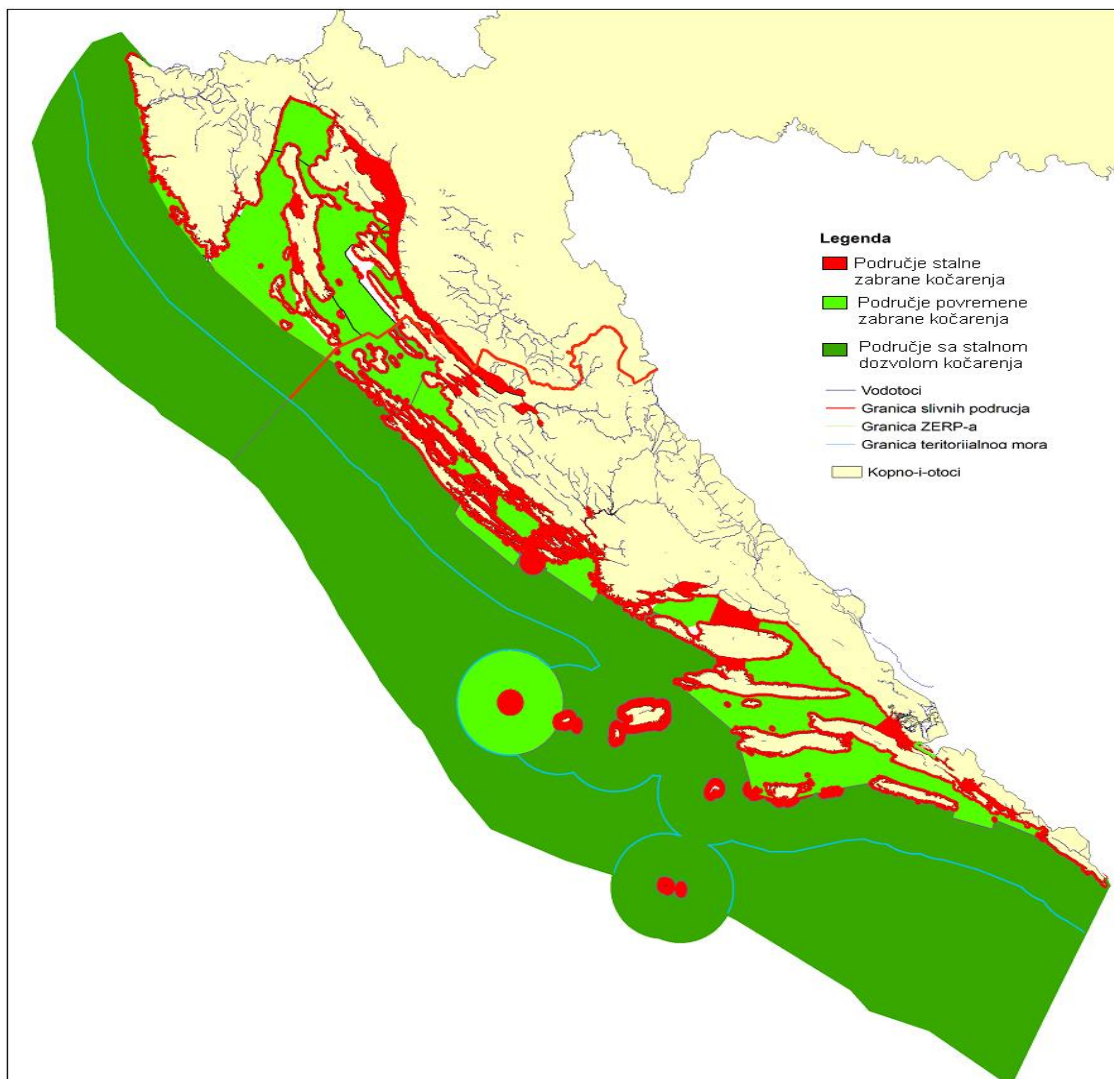 Legenda
Područje stalne
zabrane kočarenja
Područje povremene
zabrane kočarenja
Područje sa stalnom
dozvolom kočarenja
Vodotoci
Granica slivnih podrucja
Granica ZERP-a
Granica teritorijalnog mora
Kopno-i-otoci